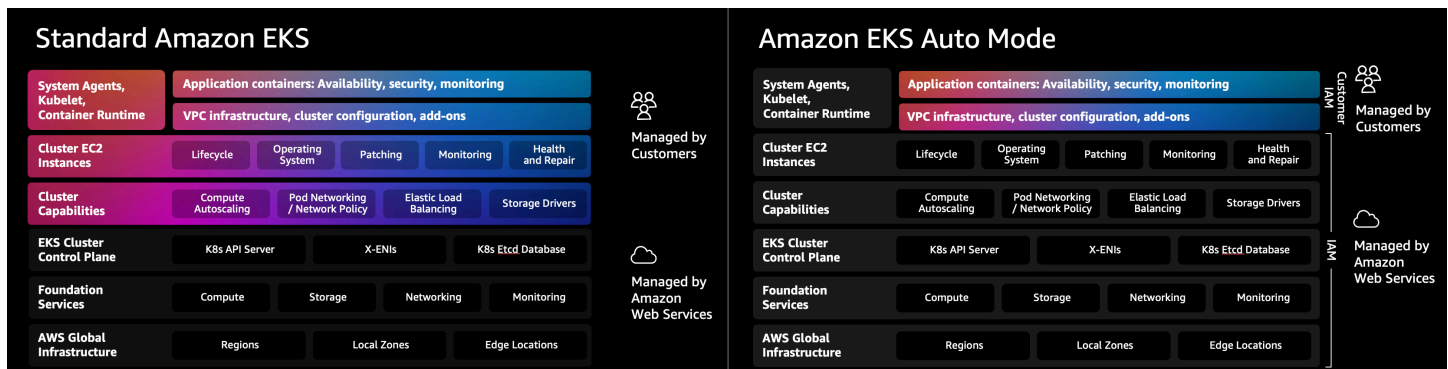 Standard Amazon EKS
System Agents,
Kubelet,
Container Runtime
Application containers: Availability, security, monitoring
VPC infrastructure, cluster configuration, add-ons
Cluster EC2
Instances
Lifecycle
Operating
System
Patching
Monitoring
Health
and Repair
Cluster
Capabilities
Compute
Autoscaling
Pod Networking
/ Network Policy
Elastic Load
Balancing
Storage Drivers
EKS Cluster
Control Plane
K8s API Server
X-ENIs
K8s Etcd Database
Foundation
Services
Compute
Storage
Networking
Monitoring
AWS Global
Infrastructure
Regions
Local Zones
Edge Locations
Managed by
Customers
Managed by
Amazon
Web Services
Amazon EKS Auto Mode
System Agents,
Kubelet,
Container Runtime
Application containers: Availability, security, monitoring
VPC infrastructure, cluster configuration, add-ons
Cluster EC2
Instances
Lifecycle
Operating
System
Patching
Monitoring
Health
and Repair
Cluster
Capabilities
Compute
Autoscaling
Pod Networking
/ Network Policy
Elastic Load
Balancing
Storage Drivers
EKS Cluster
Control Plane
K8s API Server
X-ENIs
K8s Etcd Database
Foundation
Services
Compute
Storage
Networking
Monitoring
AWS Global
Infrastructure
Regions
Local Zones
Edge Locations
Customer
IAM
Managed by
Customers
IAM
Managed by
Amazon
Web Services